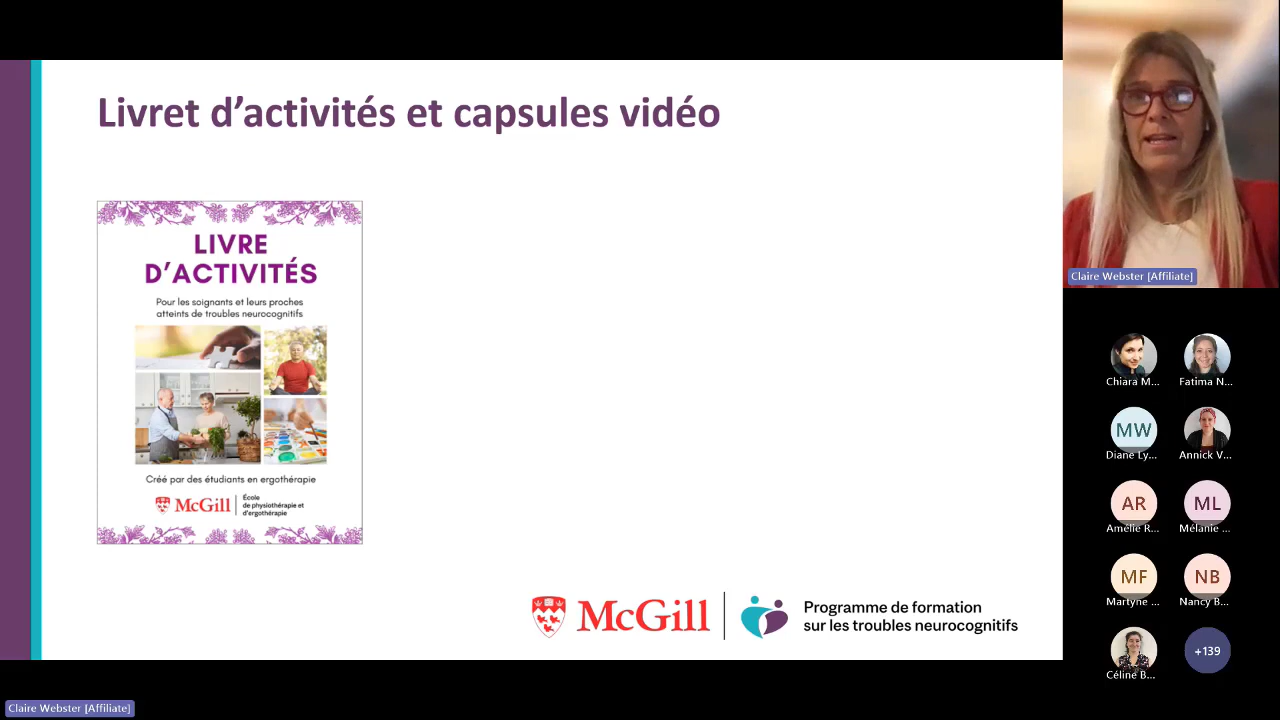 Livret d’activités et capsules vidéo
LIVRE
D’ACTIVITÉS
Pour les soignants et leurs proches
atteints de troubles neurocognitifs
Créé par des étudiants en ergothérapie
McGill
École
de physiothérapie et
d'ergothérapie
McGill
Programme de formation
sur les troubles neurocognitifs
Claire Webster [Affiliate]
Chiara M...
Fatima N...
MW
Diane Ly...
Annick V...
AR
Amélie R...
ML
Mélanie ...
MF
Martyne ...
NB
Nancy B...
Céline B...
+139
Claire Webster [Affiliate]